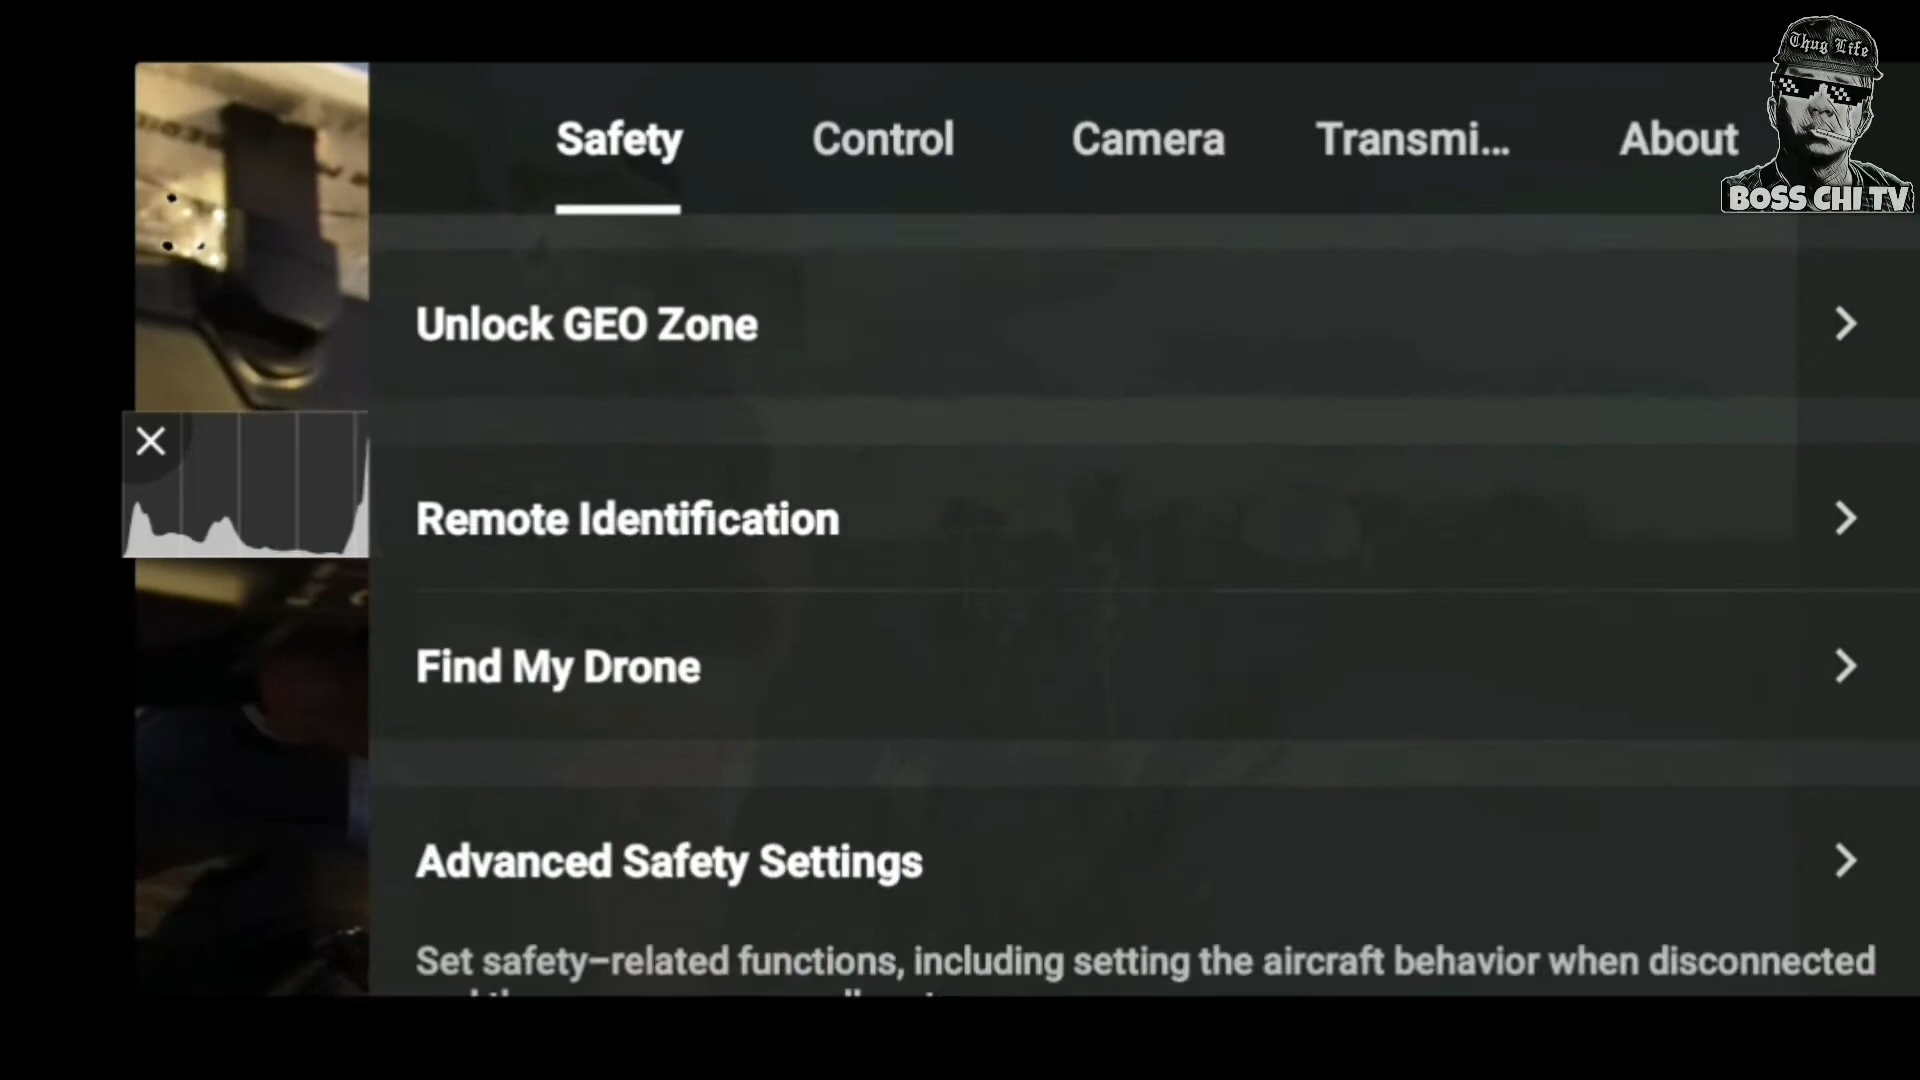 Thug Life
Safety
Control
Camera
Transmi...
About
BOSS CHI TV
Unlock GEO Zone
Remote Identification
Find My Drone
Advanced Safety Settings
Set safety-related functions, including setting the aircraft behavior when disconnected